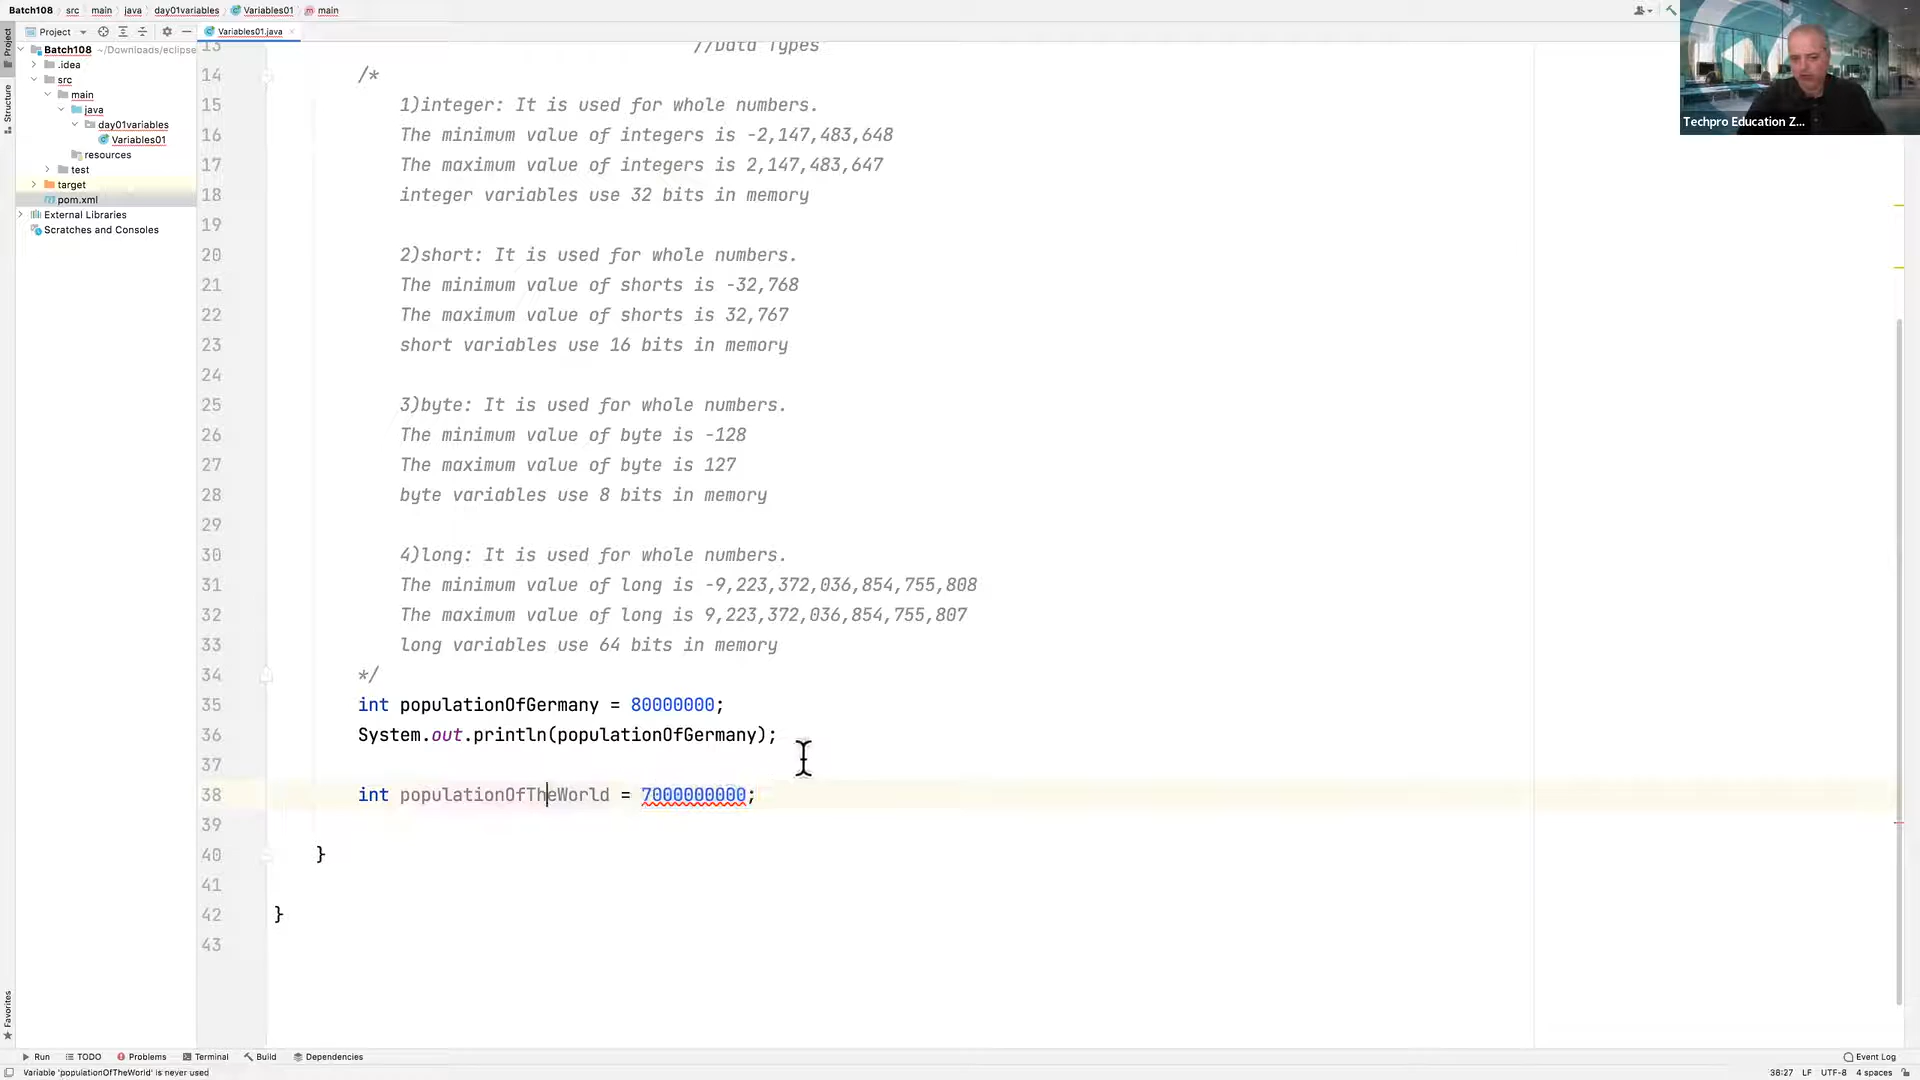 Batch108 src main java day01variables Variables01 main
Project Variables01.java
Batch108 ~/Downloads/eclipse
.idea
src
main
java
day01variables
Variables01
resources
test
target
pom.xml
External Libraries
Scratches and Consoles
Project
Structure
Favorites
13 //Data Types
14 /*
15 1)integer: It is used for whole numbers.
16 The minimum value of integers is -2,147,483,648
17 The maximum value of integers is 2,147,483,647
18 integer variables use 32 bits in memory
19
20 2)short: It is used for whole numbers.
21 The minimum value of shorts is -32,768
22 The maximum value of shorts is 32,767
23 short variables use 16 bits in memory
24
25 3)byte: It is used for whole numbers.
26 The minimum value of byte is -128
27 The maximum value of byte is 127
28 byte variables use 8 bits in memory
29
30 4)long: It is used for whole numbers.
31 The minimum value of long is -9,223,372,036,854,755,808
32 The maximum value of long is 9,223,372,036,854,755,807
33 long variables use 64 bits in memory
34 */
35 int populationOfGermany = 80000000;
36 System.out.println(populationOfGermany);
37
38 int populationOfTheWorld = 7000000000;
39
40 }
41
42 }
43
Techpro Education Z...
Run TODO Problems Terminal Build Dependencies Event Log
Variable 'populationOfTheWorld' is never used 38:27 LF UTF-8 4 spaces